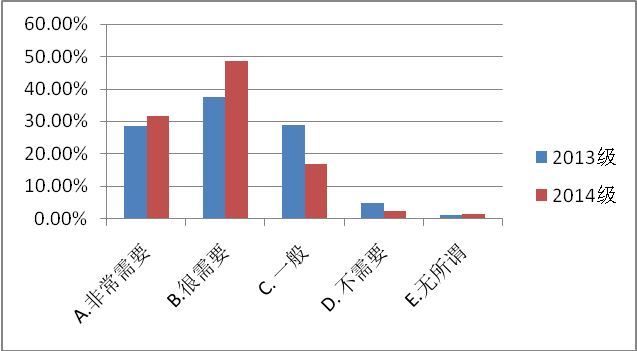 60.00%
50.00%
40.00%
30.00%
20.00%
10.00%
0.00%
A.非常需要
B.很需要
C. 一般
D. 不需要
E.无所谓
2013级
2014级